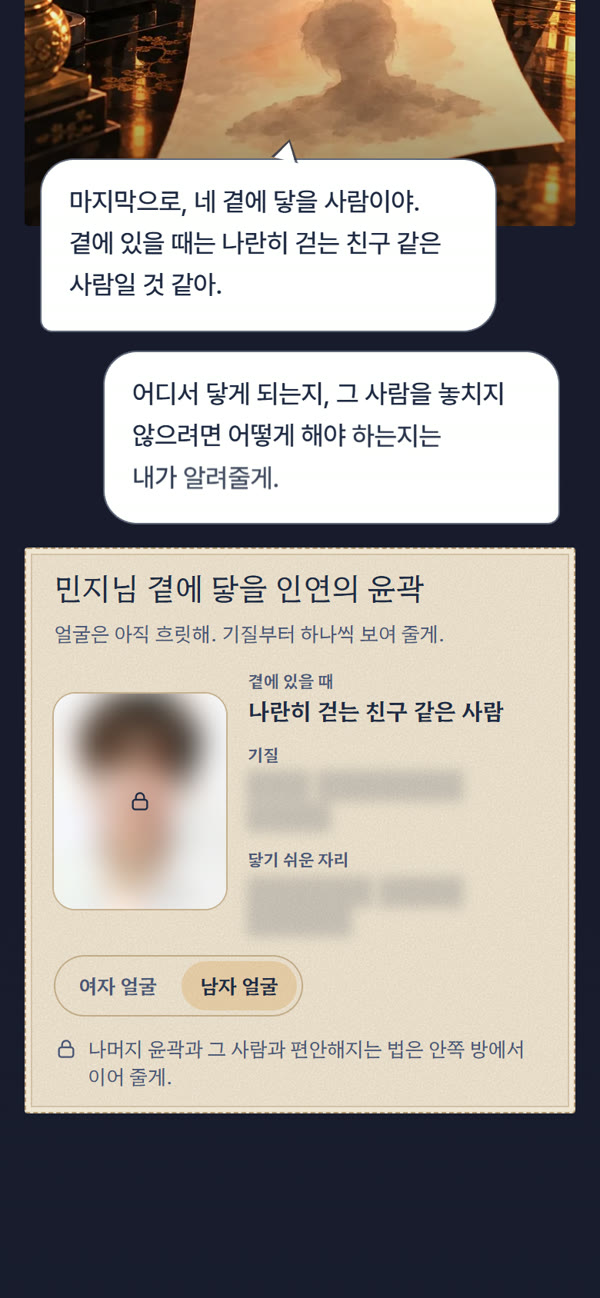 마지막으로, 네 곁에 닿을 사람이야.
곁에 있을 때는 나란히 걷는 친구 같은
사람일 것 같아.
어디서 닿게 되는지, 그 사람을 놓치지
않으려면 어떻게 해야 하는지는
내가 알려줄게.
민지님 곁에 닿을 인연의 윤곽
얼굴은 아직 흐릿해. 기질부터 하나씩 보여 줄게.
곁에 있을 때
나란히 걷는 친구 같은 사람
기질
닿기 쉬운 자리
여자 얼굴
남자 얼굴
나머지 윤곽과 그 사람과 편안해지는 법은 안쪽 방에서
이어 줄게.